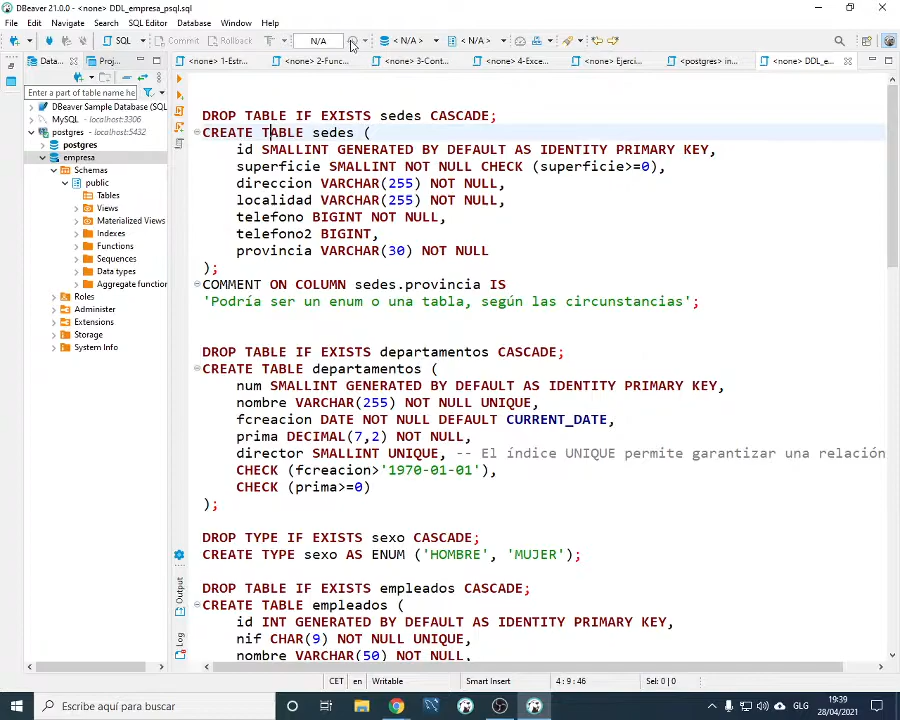 DBeaver 21.0.0 - <none> DDL_empresa_psql.sql
File Edit Navigate Search SQL Editor Database Window Help
SQL Commit Rollback T N/A < N/A > < N/A >
Data... Proj... <none> 1-Estr... <none> 2-Func... <none> 3-Cont... <none> 4-Exce... <none> Ejerci... <postgres> in... <none> DDL_e...
Enter a part of table name he
DBeaver Sample Database (SQL
MySQL - localhost:3306
postgres - localhost:5432
postgres
empresa
Schemas
public
Tables
Views
Materialized Views
Indexes
Functions
Sequences
Data types
Aggregate function
Roles
Administer
Extensions
Storage
System Info
DROP TABLE IF EXISTS sedes CASCADE;
CREATE TABLE sedes (
id SMALLINT GENERATED BY DEFAULT AS IDENTITY PRIMARY KEY,
superficie SMALLINT NOT NULL CHECK (superficie>=0),
direccion VARCHAR(255) NOT NULL,
localidad VARCHAR(255) NOT NULL,
telefono BIGINT NOT NULL,
telefono2 BIGINT,
provincia VARCHAR(30) NOT NULL
);
COMMENT ON COLUMN sedes.provincia IS
'Podría ser un enum o una tabla, según las circunstancias';
DROP TABLE IF EXISTS departamentos CASCADE;
CREATE TABLE departamentos (
num SMALLINT GENERATED BY DEFAULT AS IDENTITY PRIMARY KEY,
nombre VARCHAR(255) NOT NULL UNIQUE,
fcreacion DATE NOT NULL DEFAULT CURRENT_DATE,
prima DECIMAL(7,2) NOT NULL,
director SMALLINT UNIQUE, -- El índice UNIQUE permite garantizar una relación
CHECK (fcreacion>'1970-01-01'),
CHECK (prima>=0)
);
DROP TYPE IF EXISTS sexo CASCADE;
CREATE TYPE sexo AS ENUM ('HOMBRE', 'MUJER');
DROP TABLE IF EXISTS empleados CASCADE;
CREATE TABLE empleados (
id INT GENERATED BY DEFAULT AS IDENTITY PRIMARY KEY,
nif CHAR(9) NOT NULL UNIQUE,
nombre VARCHAR(50) NOT NULL,
Output
Log
CET en Writable Smart Insert 4 : 9 : 46 Sel: 0 | 0
Escribe aquí para buscar
GLG
19:39
28/04/2021